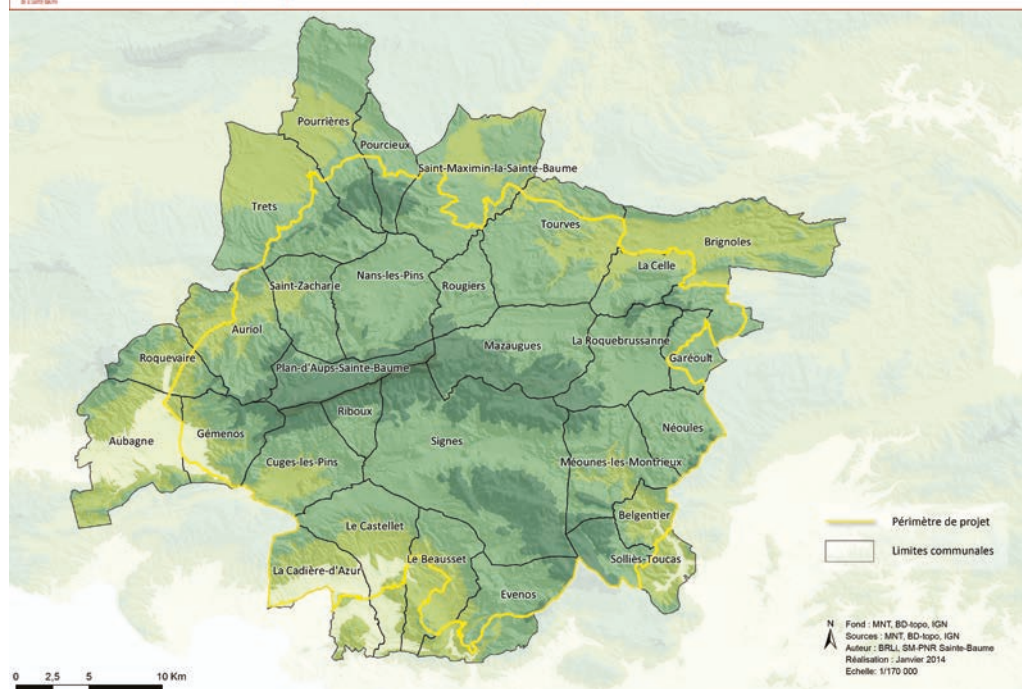 Pourrières
Pourcieux
Saint-Maximin-la-Sainte-Baume
Trets
Tourves
Brignoles
La Celle
Nans-les-Pins
Saint-Zacharie
Rougiers
Auriol
Mazaugues
La Roquebrussanne
Roquevaire
Garéoult
Plan-d'Aups-Sainte-Baume
Riboux
Néoules
Aubagne
Gémenos
Signes
Cuges-les-Pins
Méounes-les-Montrieux
Belgentier
Le Castellet
Périmètre de projet
Limites communales
Le Beausset
Solliès-Toucas
La Cadière-d'Azur
Evenos
N
Fond : MNT, BD-topo, IGN
Sources : MNT, BD-topo, IGN
Auteur : BRLi, SM-PNR Sainte-Baume
Réalisation : Janvier 2014
Echelle: 1/170 000
0 2,5 5 10 Km